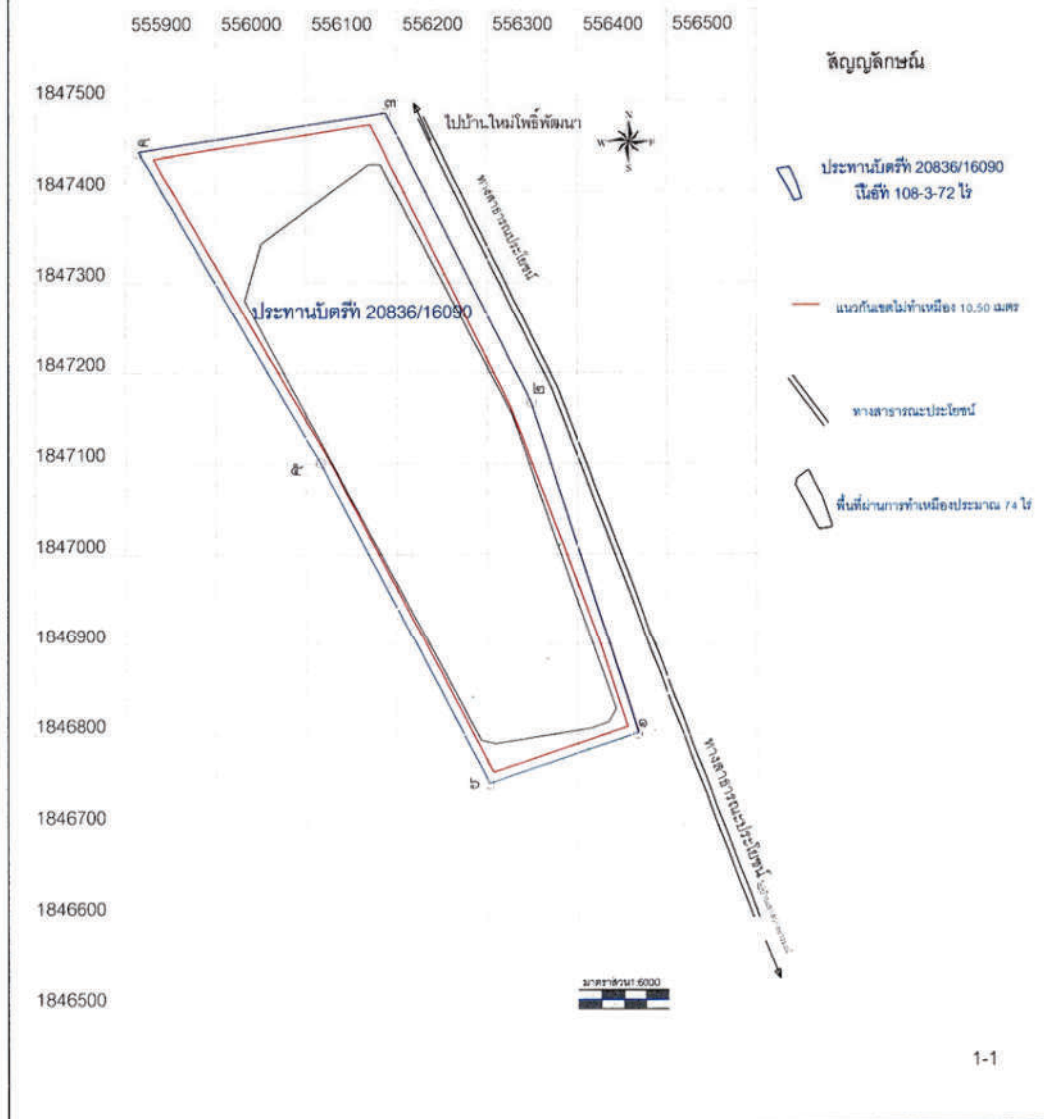 555900 556000 556100 556200 556300 556400 556500
สัญญลักษณ์
1847500
๓
ไปบ้านใหม่โพธิ์พัฒนา
N
W E
S
๔
ประทานบัตรที่ 20836/16090
เนื้อที่ 108-3-72 ไร่
1847400
ทางสาธารณประโยชน์
1847300
ประทานบัตรที่ 20836/16090
แนวกันเขตไม่ทำเหมือง 10.50 เมตร
1847200
๒
ทางสาธารณะประโยชน์
1847100
๕
พื้นที่ผ่านการทำเหมืองประมาณ 74 ไร่
1847000
1846900
1846800
๑
๖
ทางสาธารณะประโยชน์
1846700
1846600
มาตราส่วน1:6000
1846500
1-1